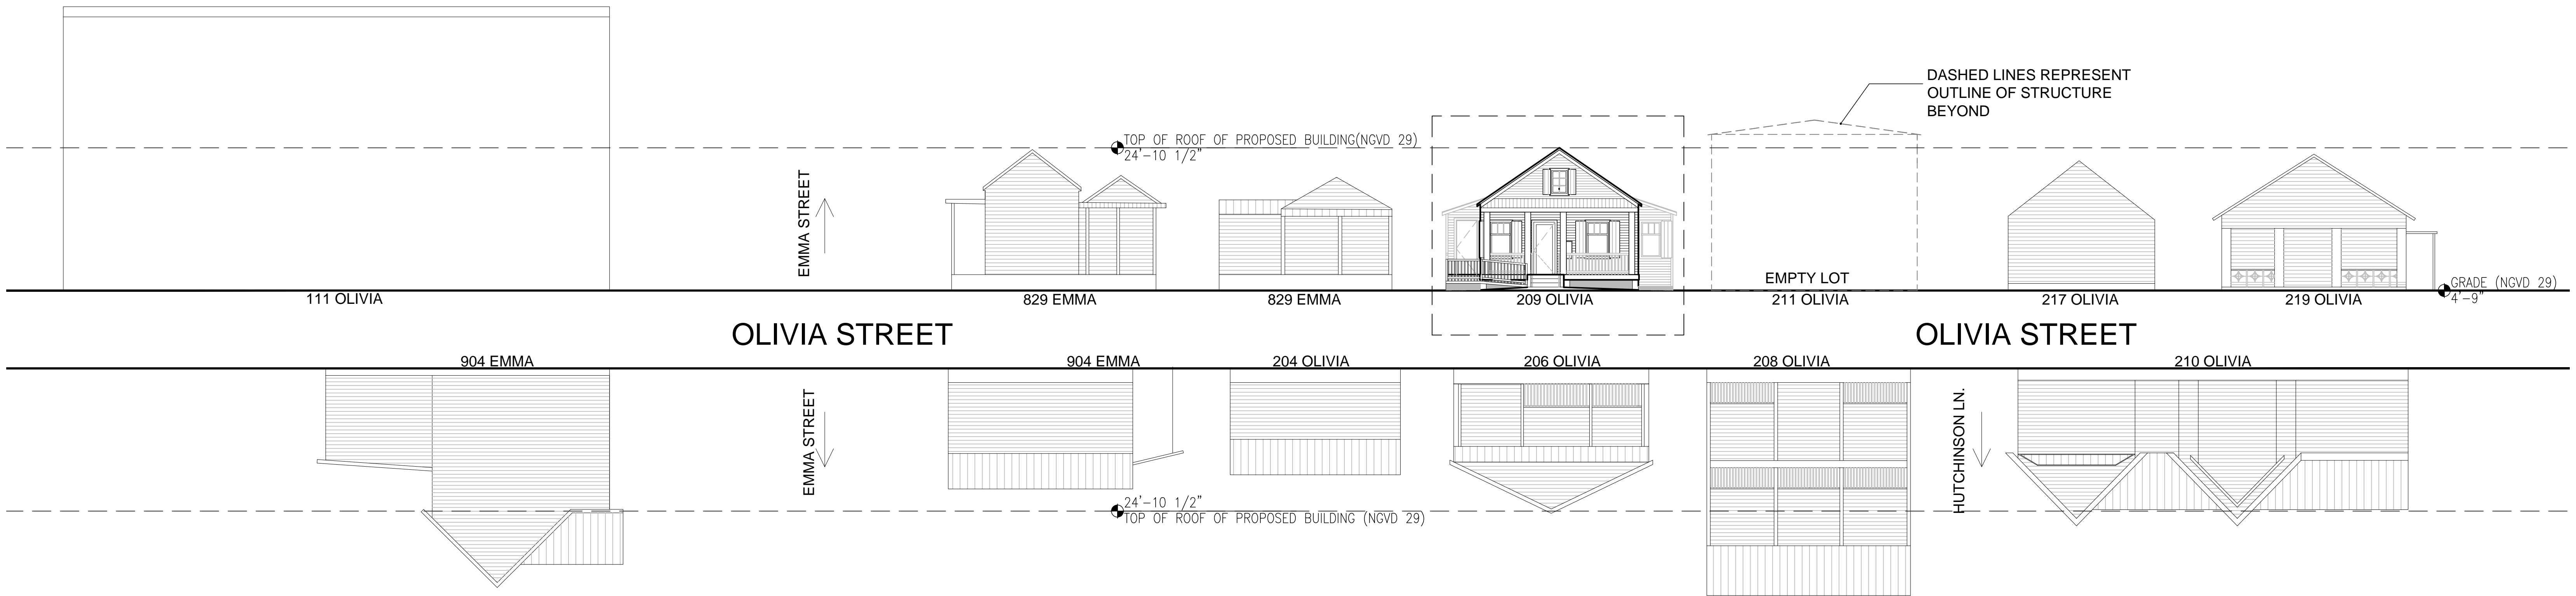 DASHED LINES REPRESENT
OUTLINE OF STRUCTURE
BEYOND
TOP OF ROOF OF PROPOSED BUILDING(NGVD 29)
24'-10 1/2"
EMMA STREET
EMPTY LOT
GRADE (NGVD 29)
4'-9"
111 OLIVIA
829 EMMA
829 EMMA
209 OLIVIA
211 OLIVIA
217 OLIVIA
219 OLIVIA
OLIVIA STREET
OLIVIA STREET
904 EMMA
904 EMMA
204 OLIVIA
206 OLIVIA
208 OLIVIA
210 OLIVIA
EMMA STREET
HUTCHINSON LN.
24'-10 1/2"
TOP OF ROOF OF PROPOSED BUILDING (NGVD 29)